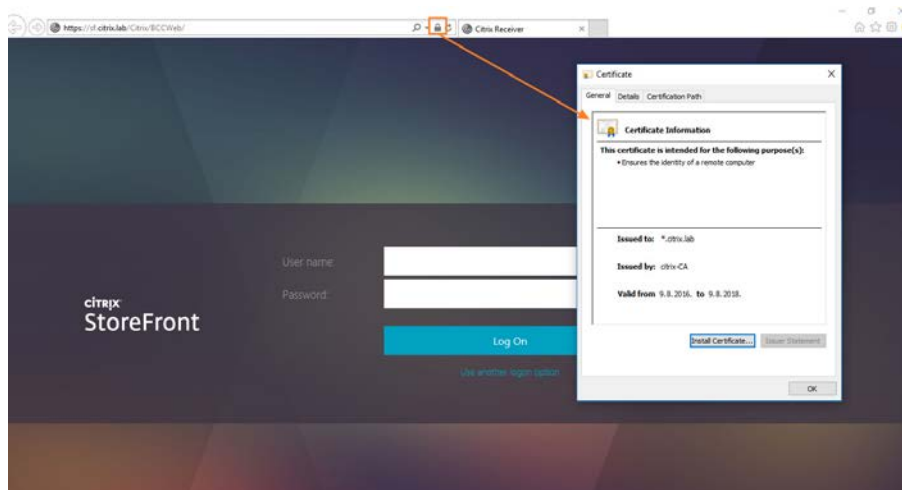 https://sf.citrix.lab/Citrix/BCCWeb/
Citrix Receiver
Certificate
General Details Certification Path
Certificate Information
This certificate is intended for the following purpose(s):
• Ensures the identity of a remote computer
Issued to: *.citrix.lab
Issued by: citrix-CA
Valid from 9.8.2016. to 9.8.2018.
Install Certificate... Issuer Statement
OK
User name:
Password:
CİTRIX
StoreFront
Log On
Use another logon option